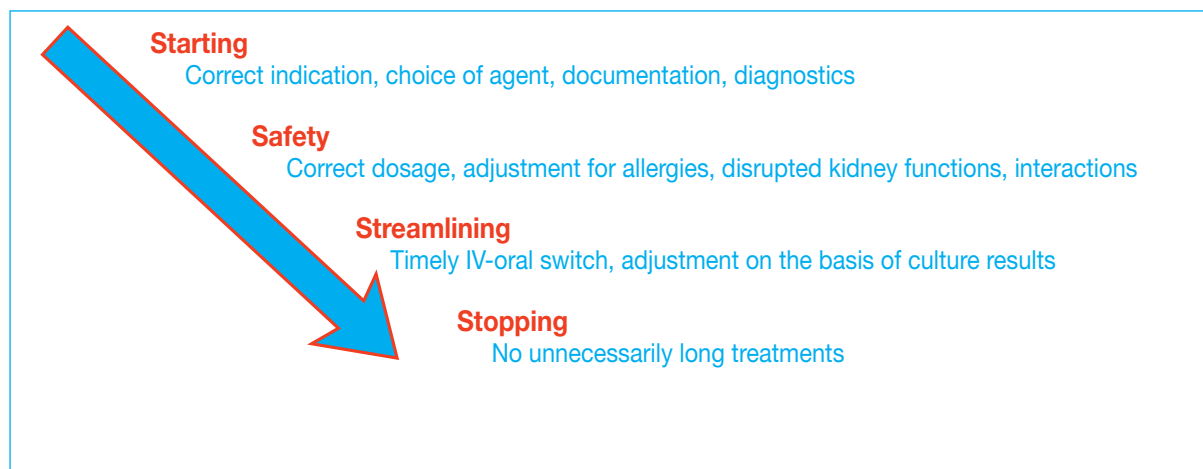 Starting
Correct indication, choice of agent, documentation, diagnostics
Safety
Correct dosage, adjustment for allergies, disrupted kidney functions, interactions
Streamlining
Timely IV-oral switch, adjustment on the basis of culture results
Stopping
No unnecessarily long treatments